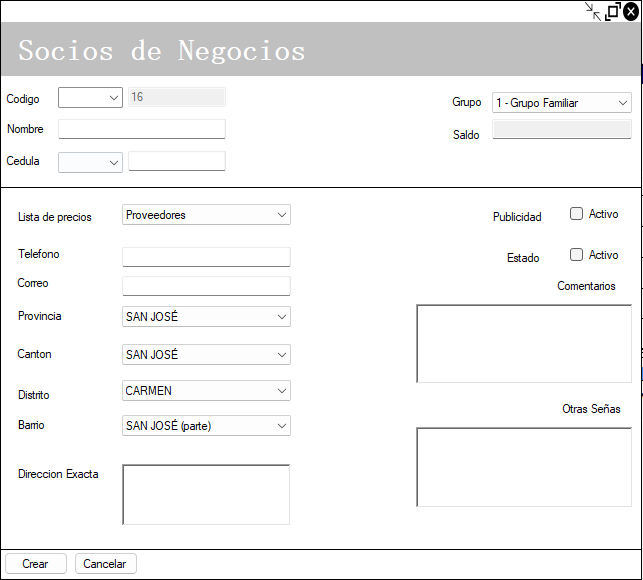 Socios de Negocios
Codigo 16
Grupo 1 - Grupo Familiar
Nombre
Saldo
Cedula
Lista de precios Proveedores
Publicidad Activo
Telefono
Estado Activo
Correo
Comentarios
Provincia SAN JOSÉ
Canton SAN JOSÉ
Distrito CARMEN
Otras Señas
Barrio SAN JOSÉ (parte)
Direccion Exacta
Crear Cancelar